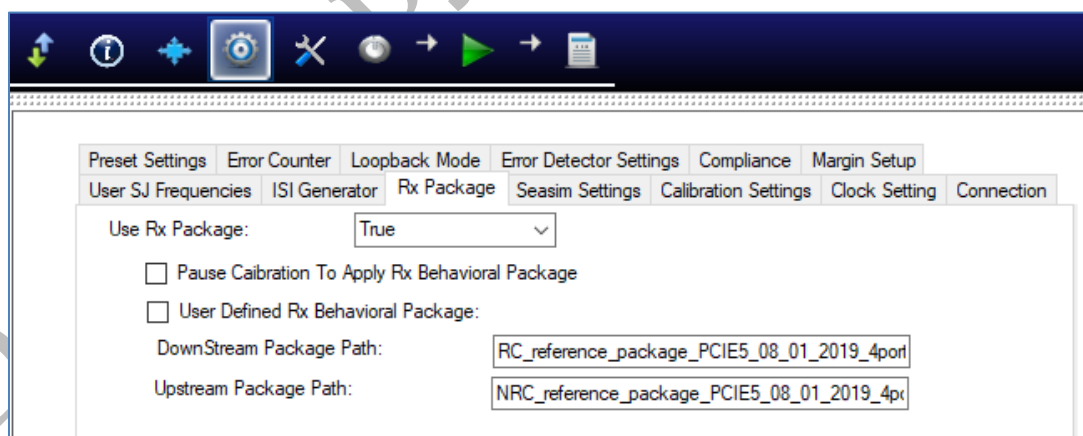 Preset Settings Error Counter Loopback Mode Error Detector Settings Compliance Margin Setup
User SJ Frequencies ISI Generator Rx Package Seasim Settings Calibration Settings Clock Setting Connection
Use Rx Package: True
Pause Caibration To Apply Rx Behavioral Package
User Defined Rx Behavioral Package:
DownStream Package Path: RC_reference_package_PCIE5_08_01_2019_4port
Upstream Package Path: NRC_reference_package_PCIE5_08_01_2019_4po